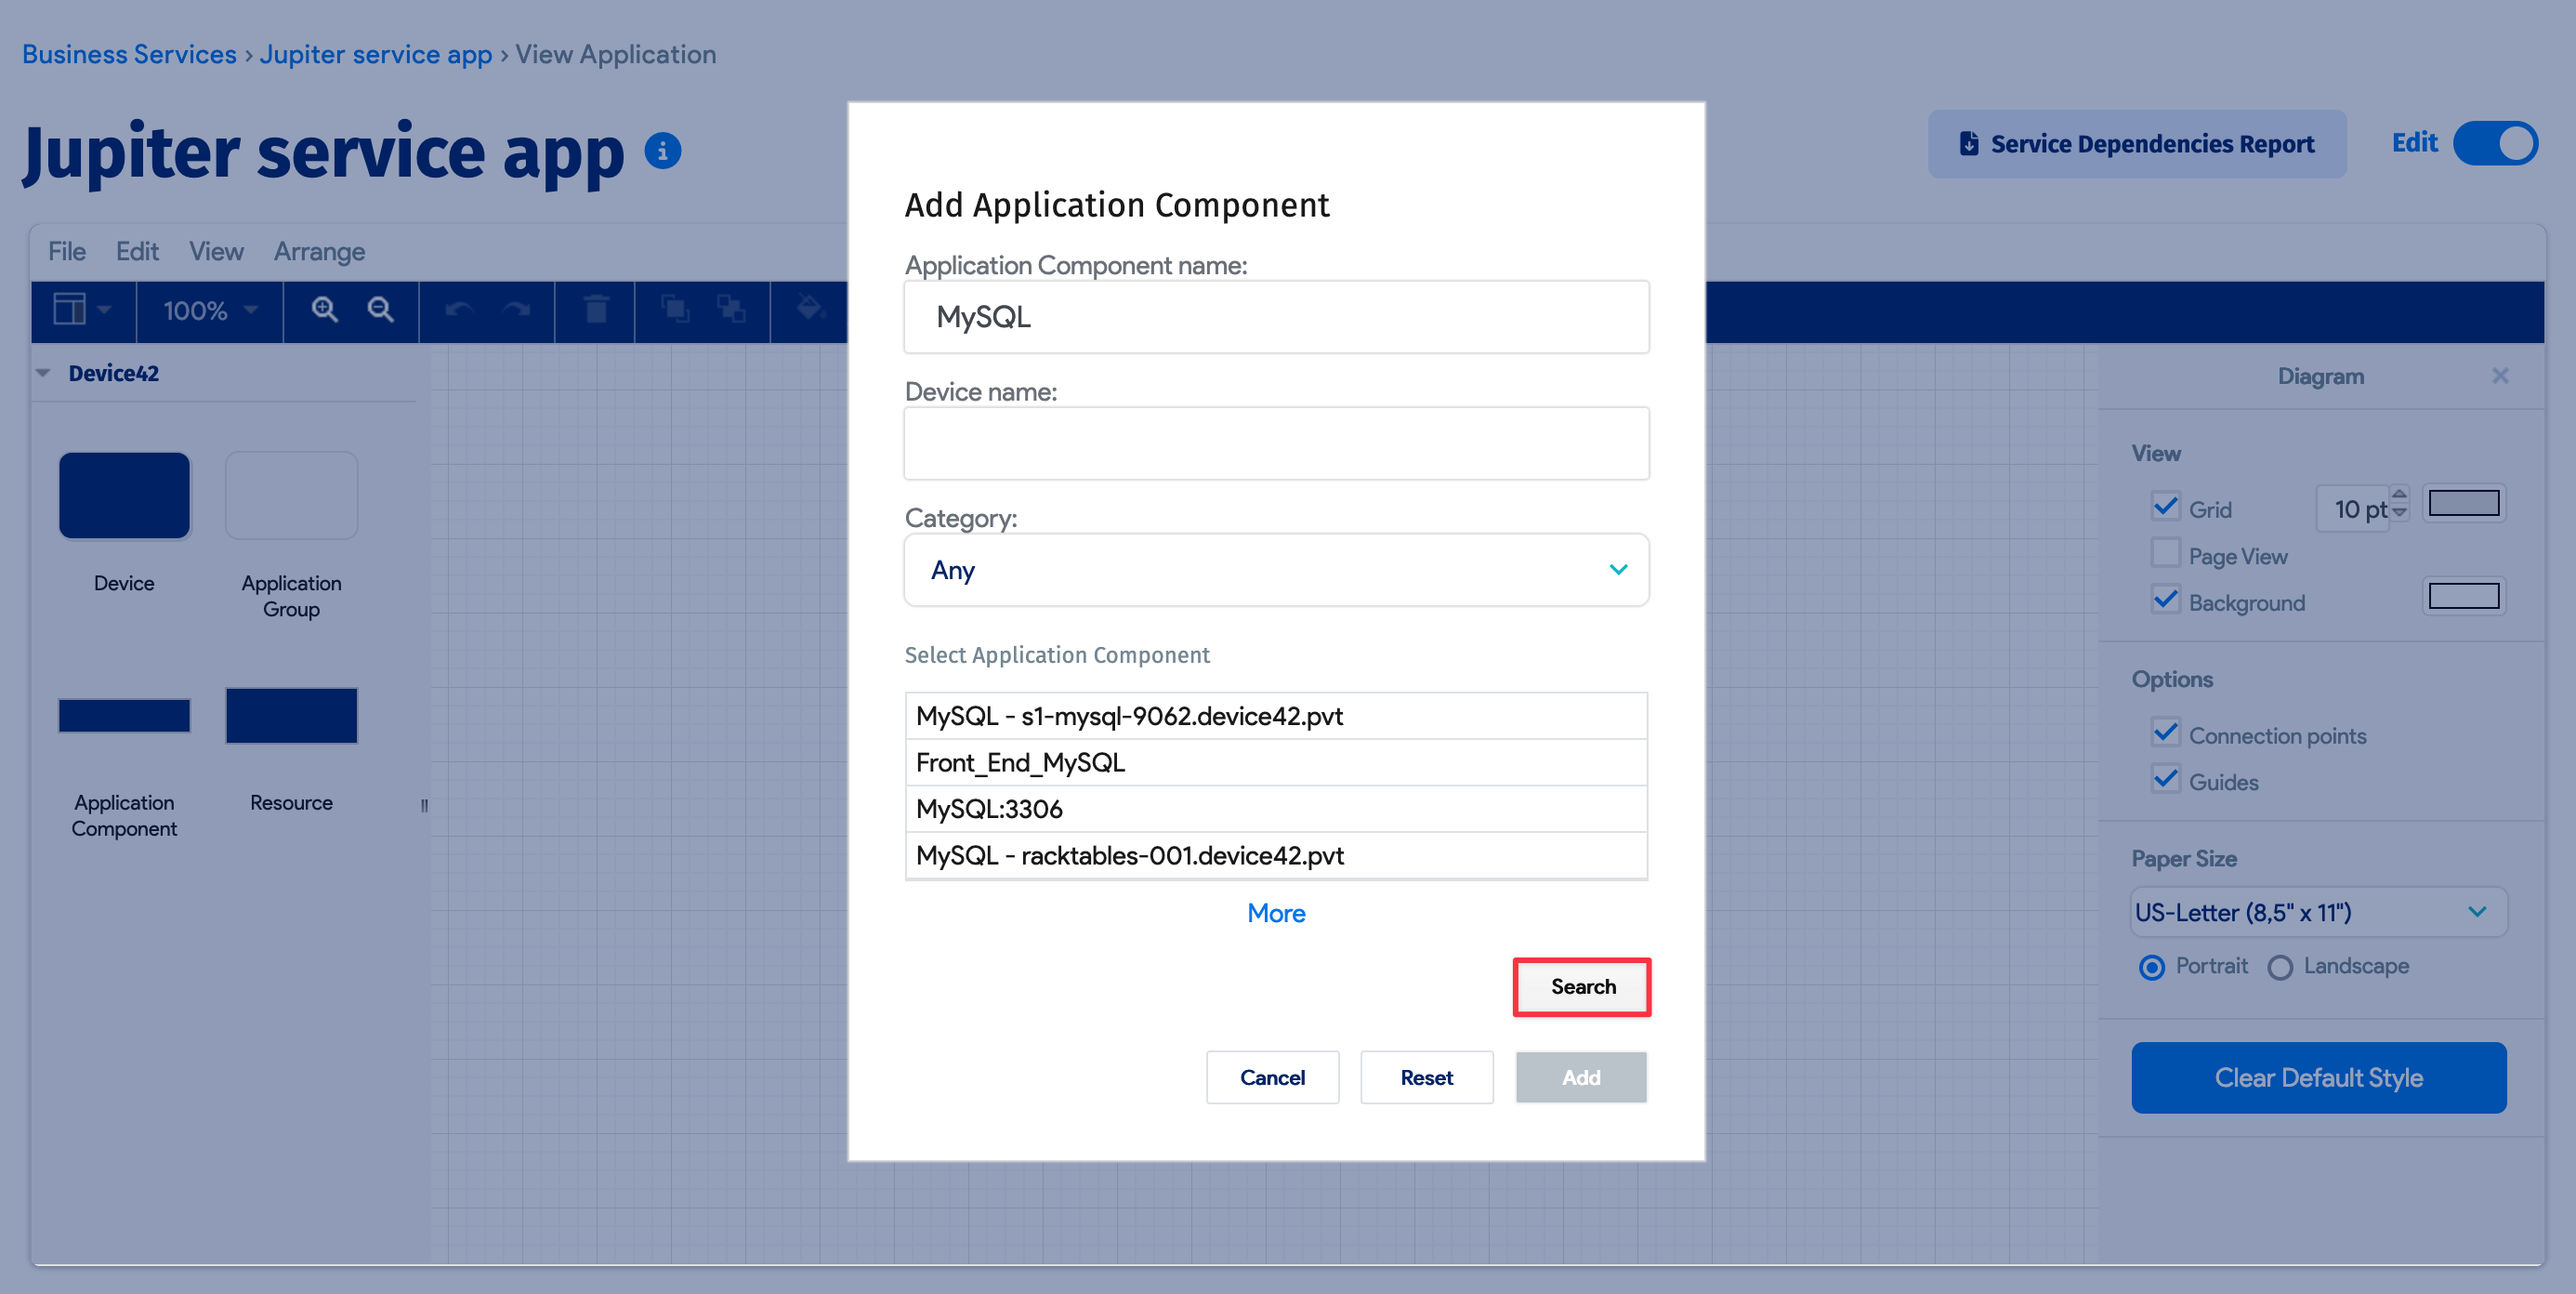 Business Services › Jupiter service app › View Application
Jupiter service app
Service Dependencies Report
Edit
File Edit View Arrange
100%
Device42
Device
Application
Group
Application
Component
Resource
Add Application Component
Application Component name:
MySQL
Device name:
Category:
Any
Select Application Component
MySQL - s1-mysql-9062.device42.pvt
Front_End_MySQL
MySQL:3306
MySQL - racktables-001.device42.pvt
More
Search
Cancel Reset Add
Diagram
View
Grid 10 pt
Page View
Background
Options
Connection points
Guides
Paper Size
US-Letter (8,5" x 11")
Portrait Landscape
Clear Default Style